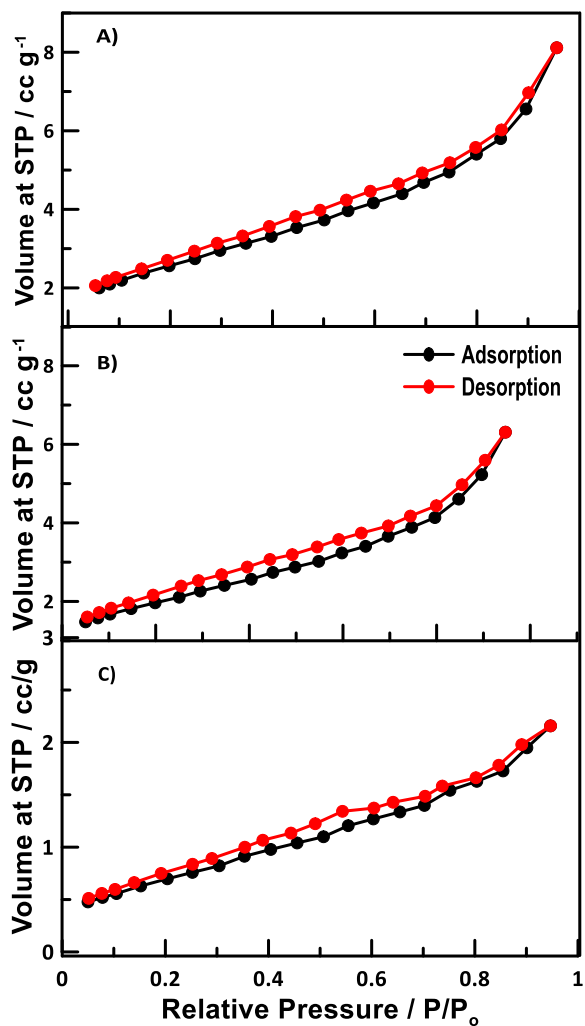 A)
8
6
4
2
Volume at STP / cc g⁻¹
B)
Adsorption
Desorption
8
6
4
2
Volume at STP / cc g⁻¹
C)
3
2
1
0
Volume at STP / cc/g
0 0.2 0.4 0.6 0.8 1
Relative Pressure / P/Pₒ